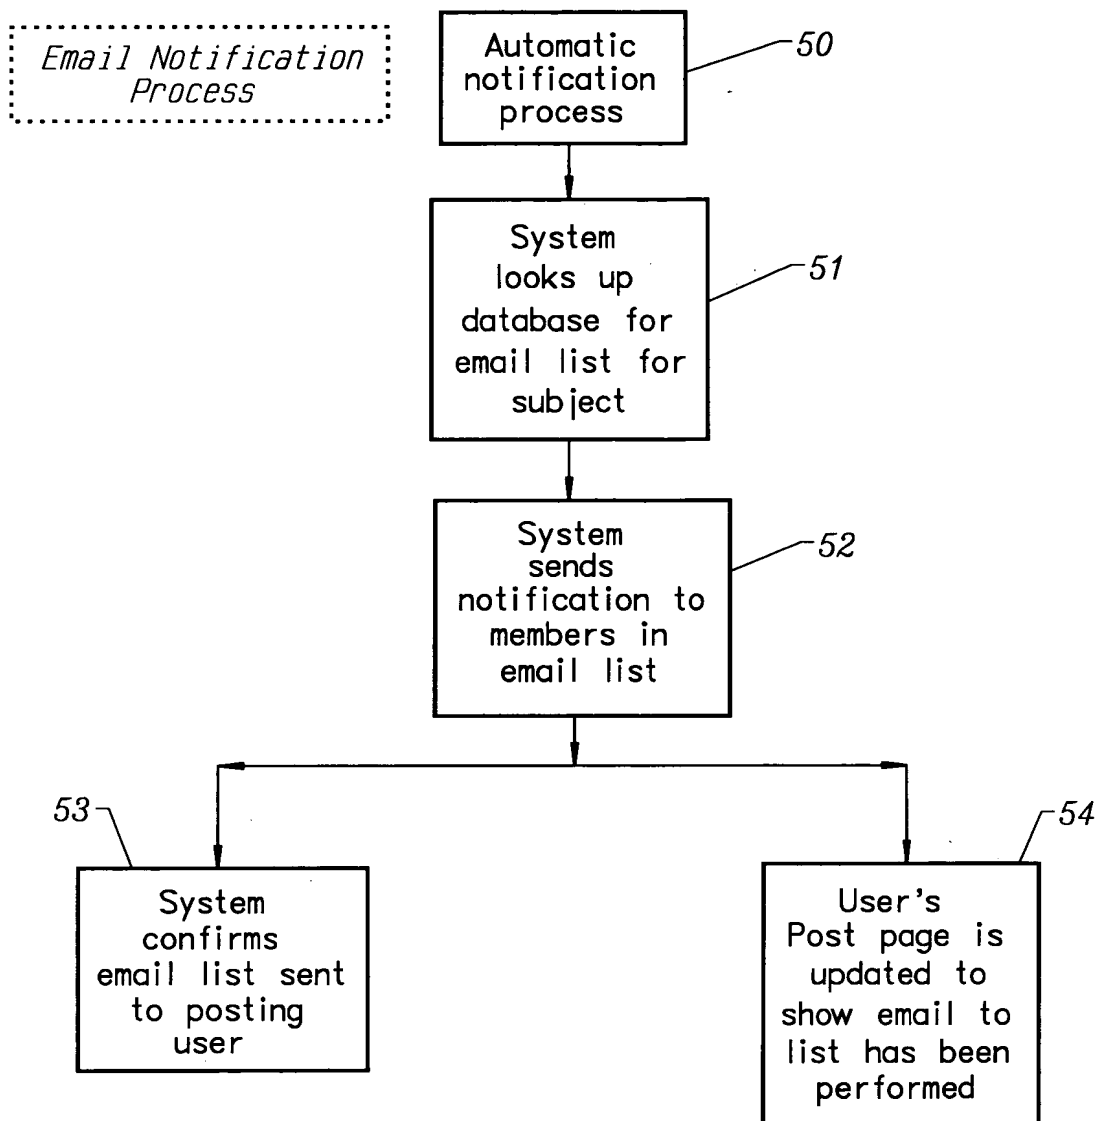 Email Notification
Process
Automatic
notification
process
50
System
looks up
database for
email list for
subject
51
System
sends
notification to
members in
email list
52
53
System
confirms
email list sent
to posting
user
54
User's
Post page is
updated to
show email to
list has been
performed